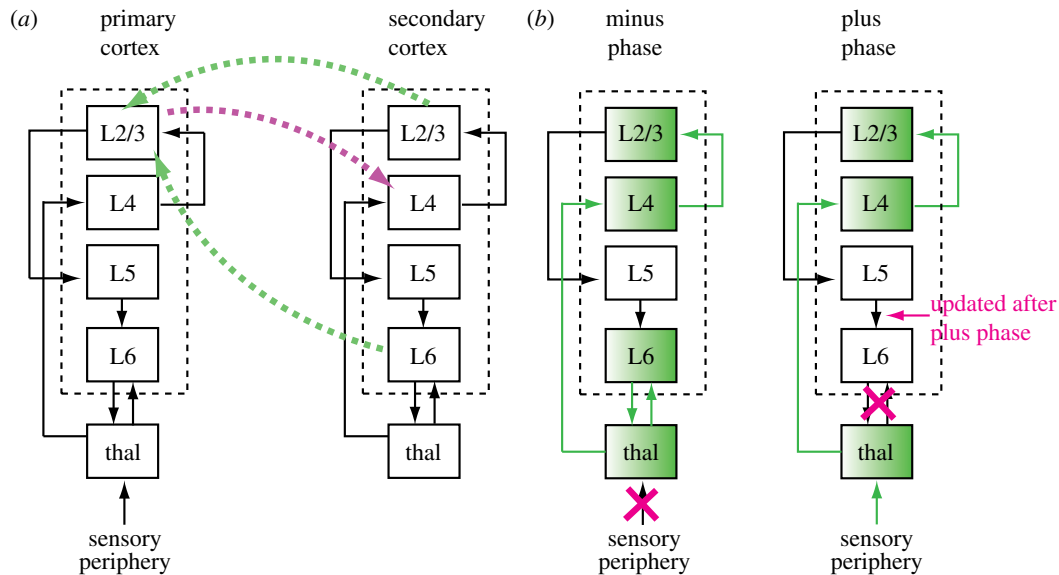 (a)
primary
cortex
secondary
cortex
L2/3
L4
L5
L6
thal
sensory
periphery
L2/3
L4
L5
L6
thal
(b)
minus
phase
plus
phase
L2/3
L4
L5
L6
thal
sensory
periphery
L2/3
L4
L5
updated after
plus phase
L6
thal
sensory
periphery